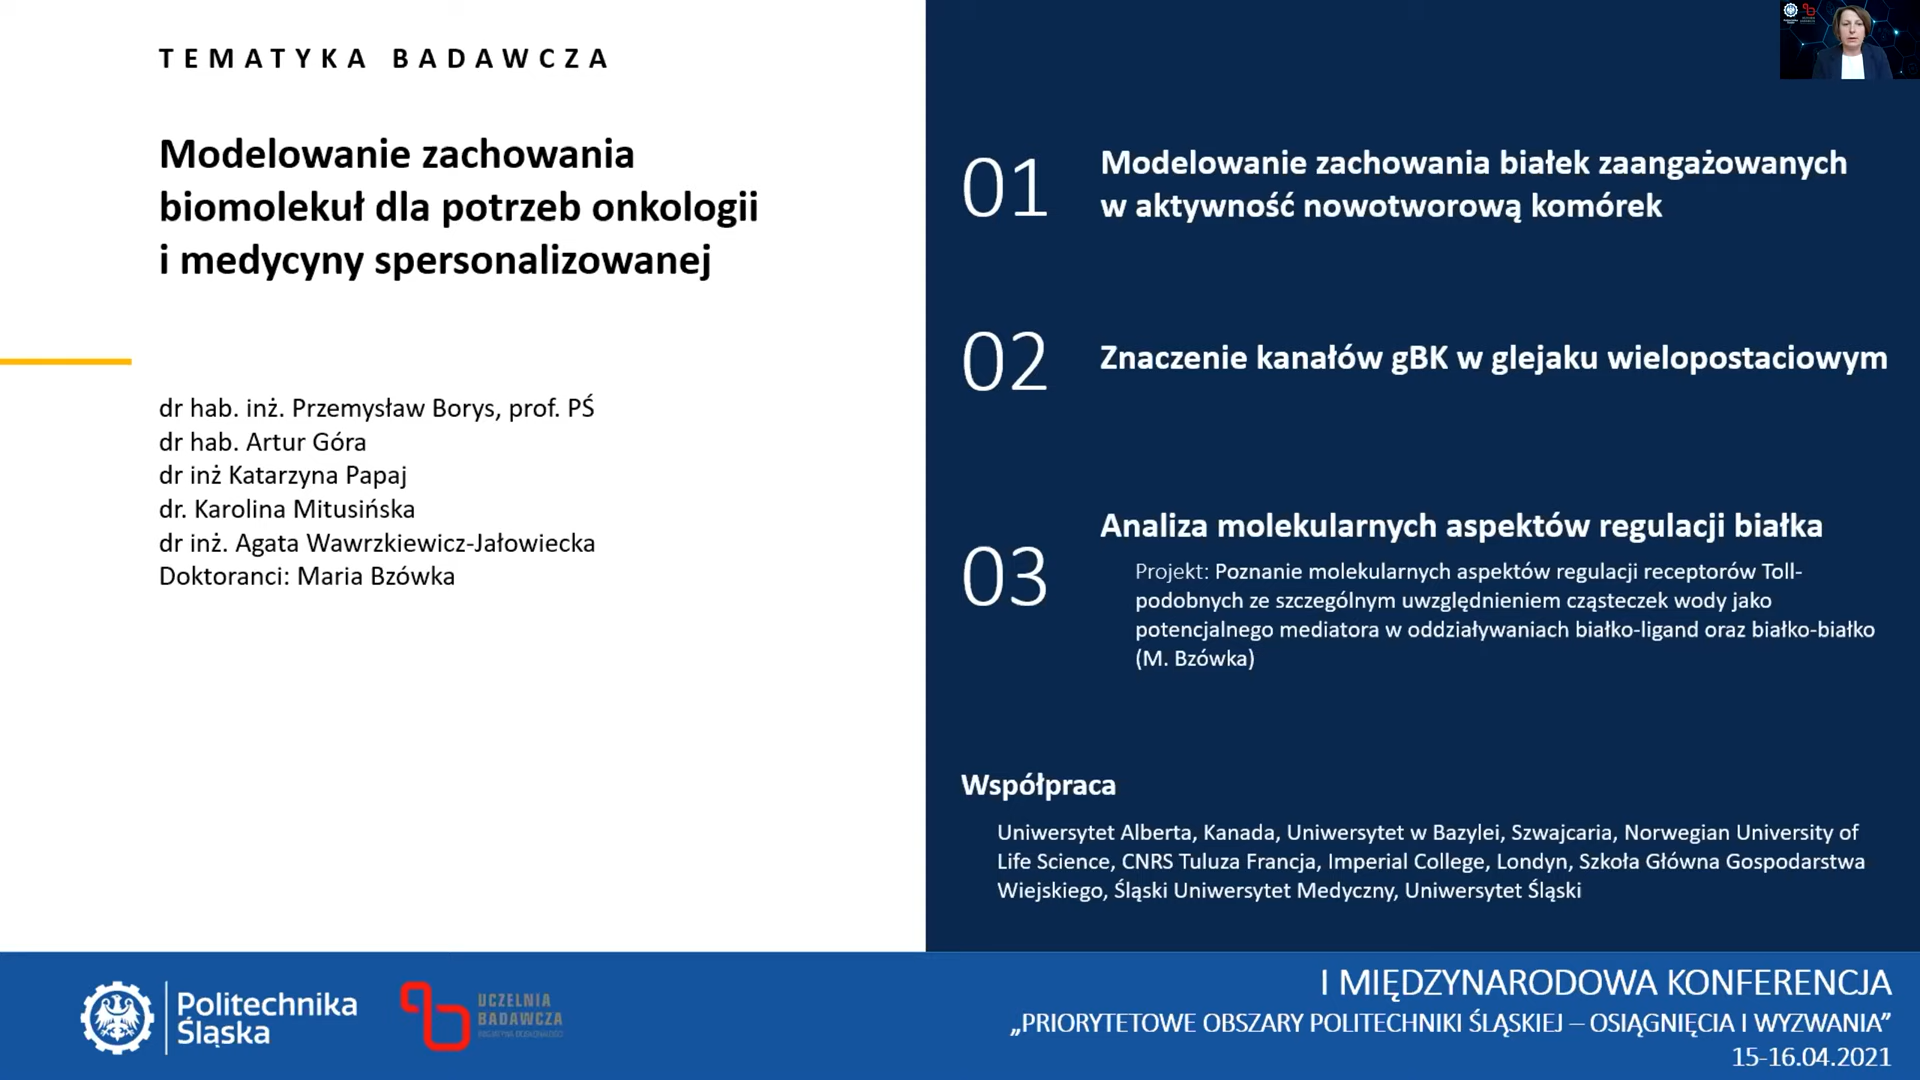 TEMATYKA BADAWCZA
Modelowanie zachowania
biomolekuł dla potrzeb onkologii
i medycyny spersonalizowanej
dr hab. inż. Przemysław Borys, prof. PŚ
dr hab. Artur Góra
dr inż Katarzyna Papaj
dr. Karolina Mitusińska
dr inż. Agata Wawrzkiewicz-Jałowiecka
Doktoranci: Maria Bzówka
01
Modelowanie zachowania białek zaangażowanych
w aktywność nowotworową komórek
02
Znaczenie kanałów gBK w glejaku wielopostaciowym
03
Analiza molekularnych aspektów regulacji białka
Projekt: Poznanie molekularnych aspektów regulacji receptorów Toll-
podobnych ze szczególnym uwzględnieniem cząsteczek wody jako
potencjalnego mediatora w oddziaływaniach białko-ligand oraz białko-białko
(M. Bzówka)
Współpraca
Uniwersytet Alberta, Kanada, Uniwersytet w Bazylei, Szwajcaria, Norwegian University of
Life Science, CNRS Tuluza Francja, Imperial College, Londyn, Szkoła Główna Gospodarstwa
Wiejskiego, Śląski Uniwersytet Medyczny, Uniwersytet Śląski
Politechnika
Śląska
UCZELNIA
BADAWCZA
I MIĘDZYNARODOWA KONFERENCJA
„PRIORYTETOWE OBSZARY POLITECHNIKI ŚLĄSKIEJ – OSIĄGNIĘCIA I WYZWANIA”
15-16.04.2021